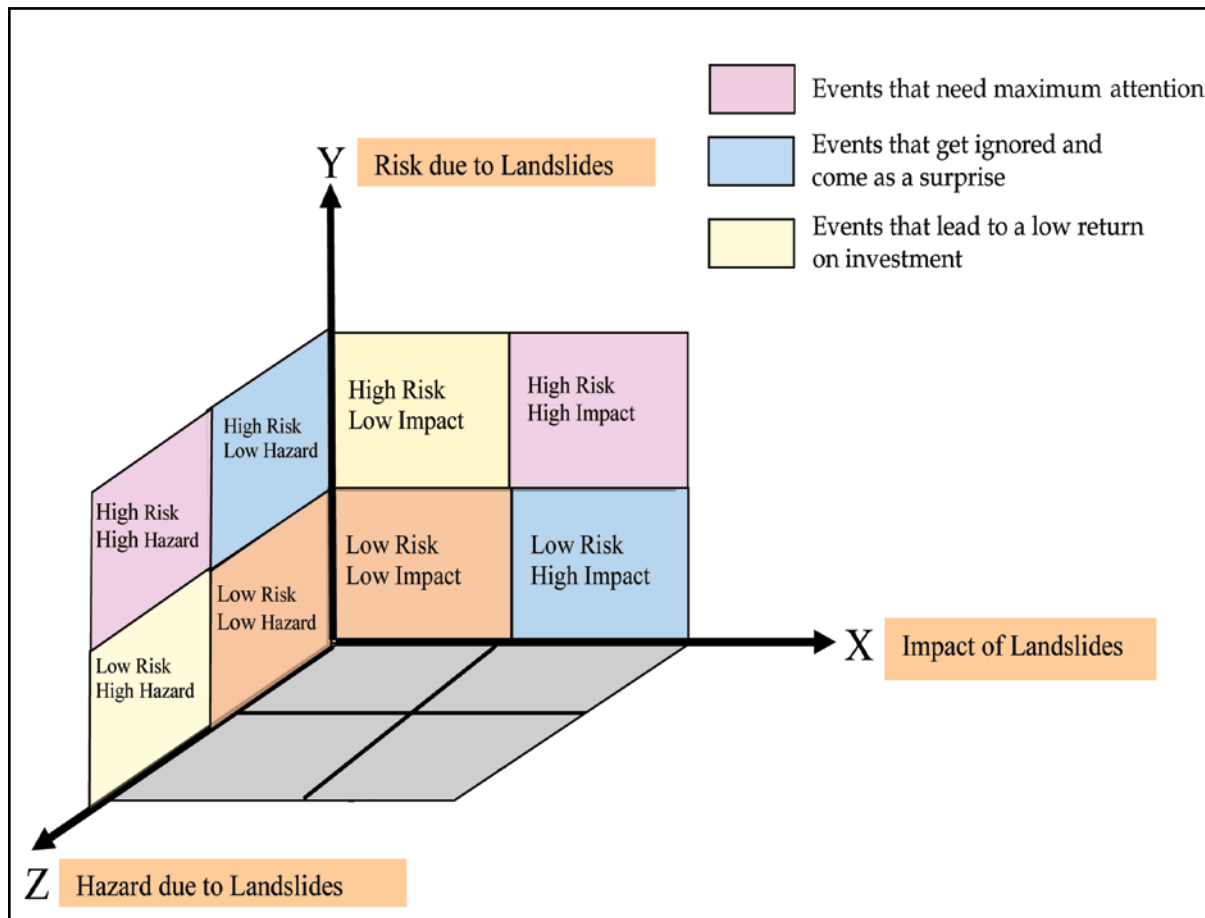 Events that need maximum attention
Events that get ignored and
come as a surprise
Events that lead to a low return
on investment
Y
Risk due to Landslides
High Risk
Low Impact
High Risk
High Impact
High Risk
Low Hazard
High Risk
High Hazard
Low Risk
Low Impact
Low Risk
High Impact
Low Risk
Low Hazard
Low Risk
High Hazard
X
Impact of Landslides
Z
Hazard due to Landslides